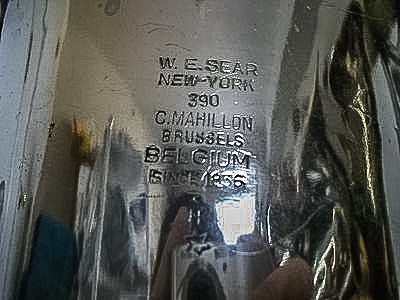 W. E. SEAR
NEW-YORK
390
C. MAHILLON
BRUSSELS
BELGIUM
SINCE 1836